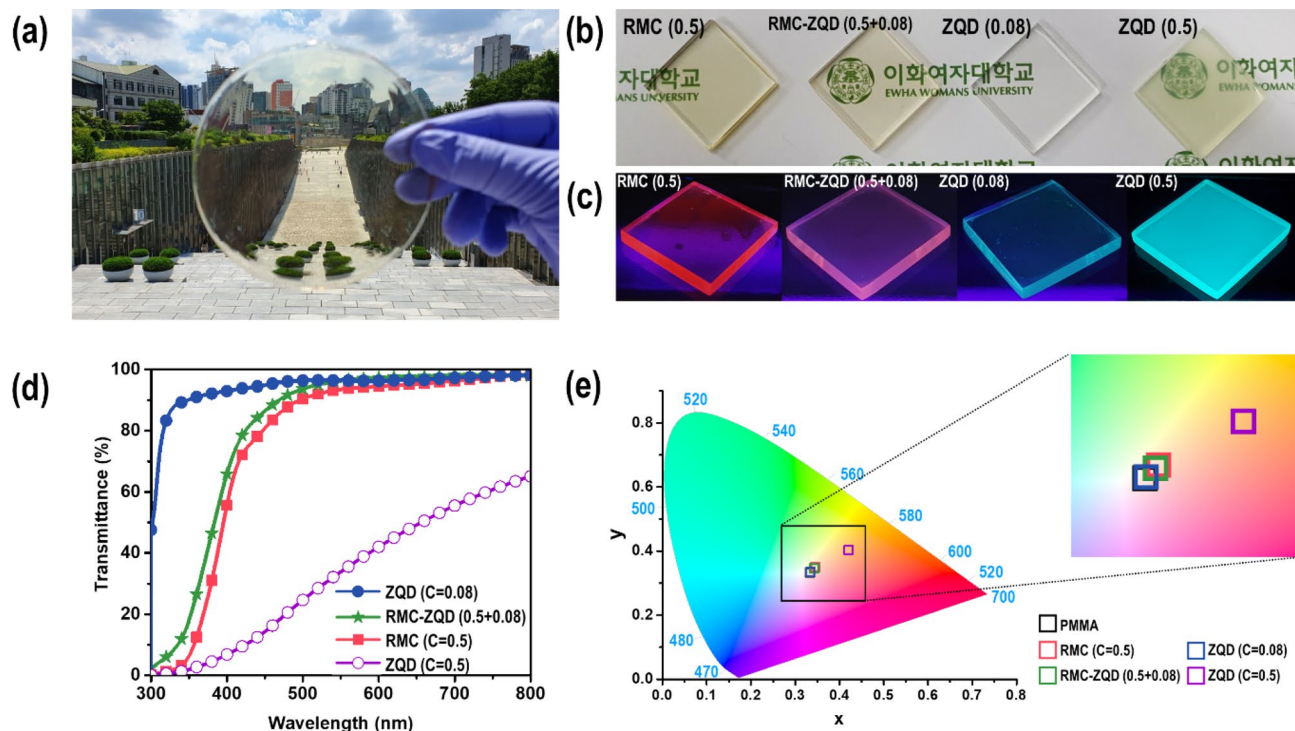 (a)
(b)
RMC (0.5)
RMC-ZQD (0.5+0.08)
ZQD (0.08)
ZQD (0.5)
자대학교
MANS UNIVERSITY
이화여자대학교
EWHA WOMANS UNIVERSITY
이화여자
EWHA WOMANS
(c)
RMC (0.5)
RMC-ZQD (0.5+0.08)
ZQD (0.08)
ZQD (0.5)
(d)
Transmittance (%)
100
80
60
40
20
0
300
400
500
600
700
800
Wavelength (nm)
ZQD (C=0.08)
RMC-ZQD (0.5+0.08)
RMC (C=0.5)
ZQD (C=0.5)
(e)
y
0.8
0.6
0.4
0.2
0.0
0.0
0.1
0.2
0.3
0.4
0.5
0.6
0.7
0.8
x
520
540
560
500
580
600
520
700
480
470
PMMA
RMC (C=0.5)
ZQD (C=0.08)
RMC-ZQD (0.5+0.08)
ZQD (C=0.5)